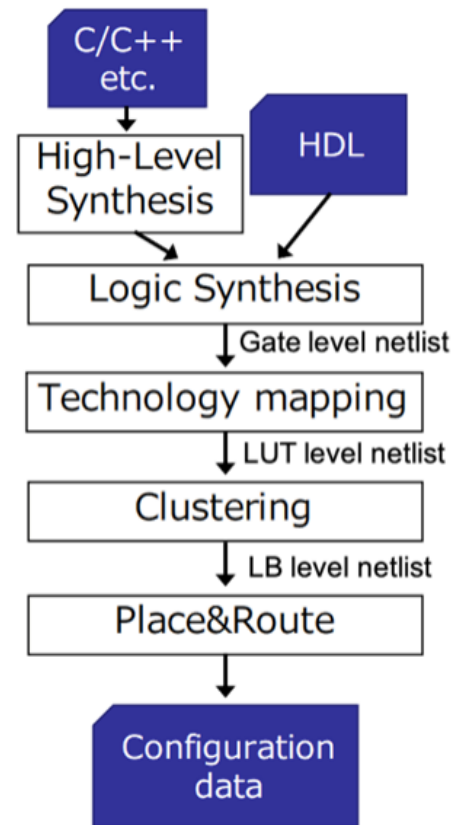 C/C++
etc.
High-Level
Synthesis
HDL
Logic Synthesis
Gate level netlist
Technology mapping
LUT level netlist
Clustering
LB level netlist
Place&Route
Configuration
data